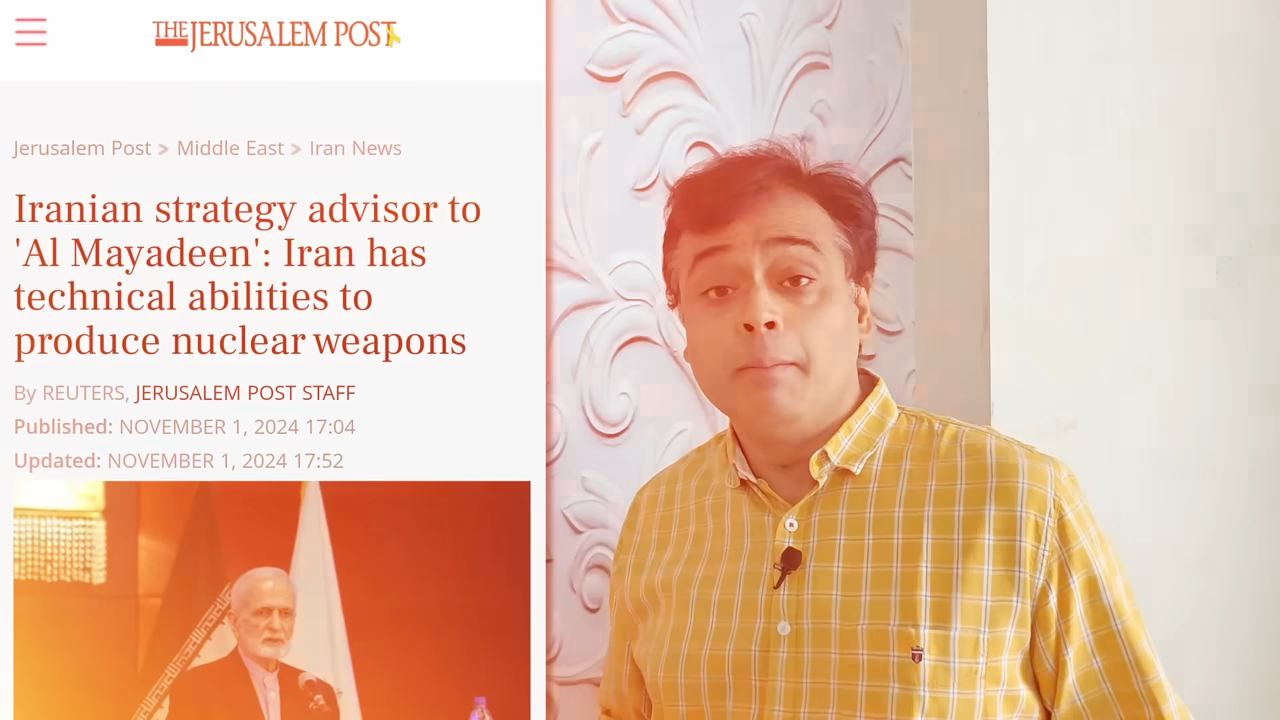 THE JERUSALEM POST
Jerusalem Post > Middle East > Iran News
Iranian strategy advisor to
'Al Mayadeen': Iran has
technical abilities to
produce nuclear weapons
By REUTERS, JERUSALEM POST STAFF
Published: NOVEMBER 1, 2024 17:04
Updated: NOVEMBER 1, 2024 17:52